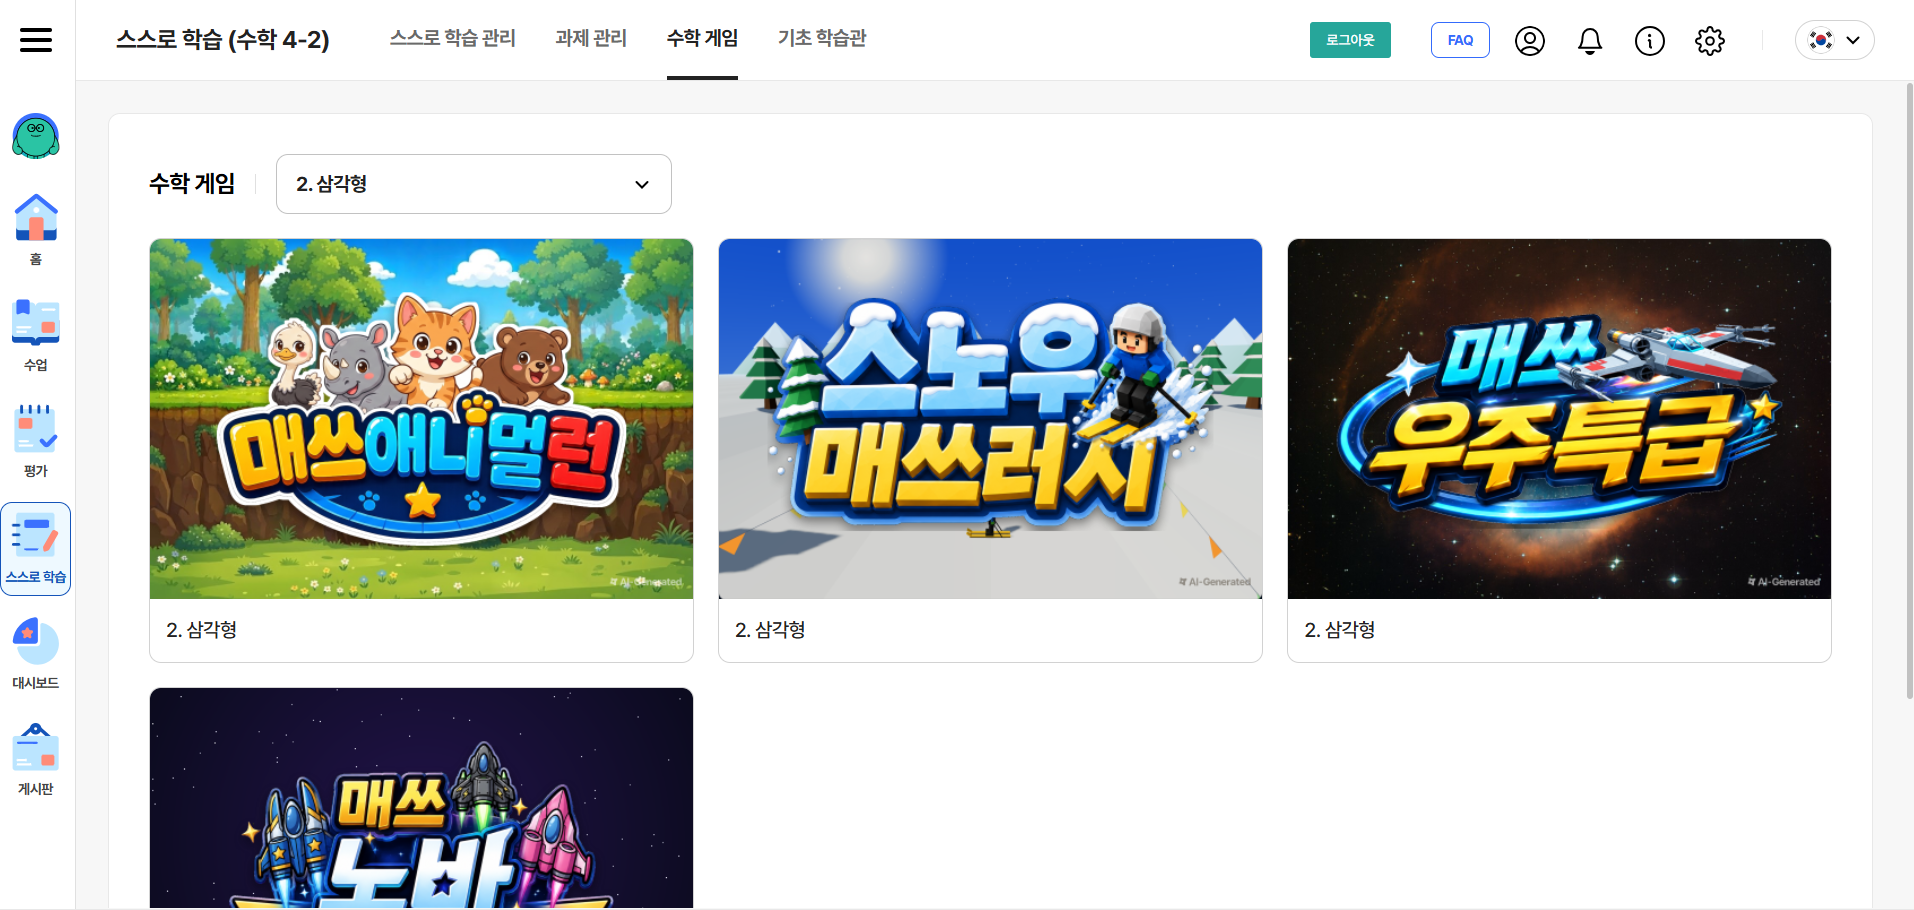 스스로 학습 (수학 4-2)
스스로 학습 관리
과제 관리
수학 게임
기초 학습관
로그아웃
FAQ
홈
수업
평가
스스로 학습
대시보드
게시판
수학 게임
2. 삼각형
매쓰애니멀런
AI-Generated
2. 삼각형
스노우
매쓰러시
AI-Generated
2. 삼각형
매쓰
우주특급
AI-Generated
2. 삼각형
매쓰
노바